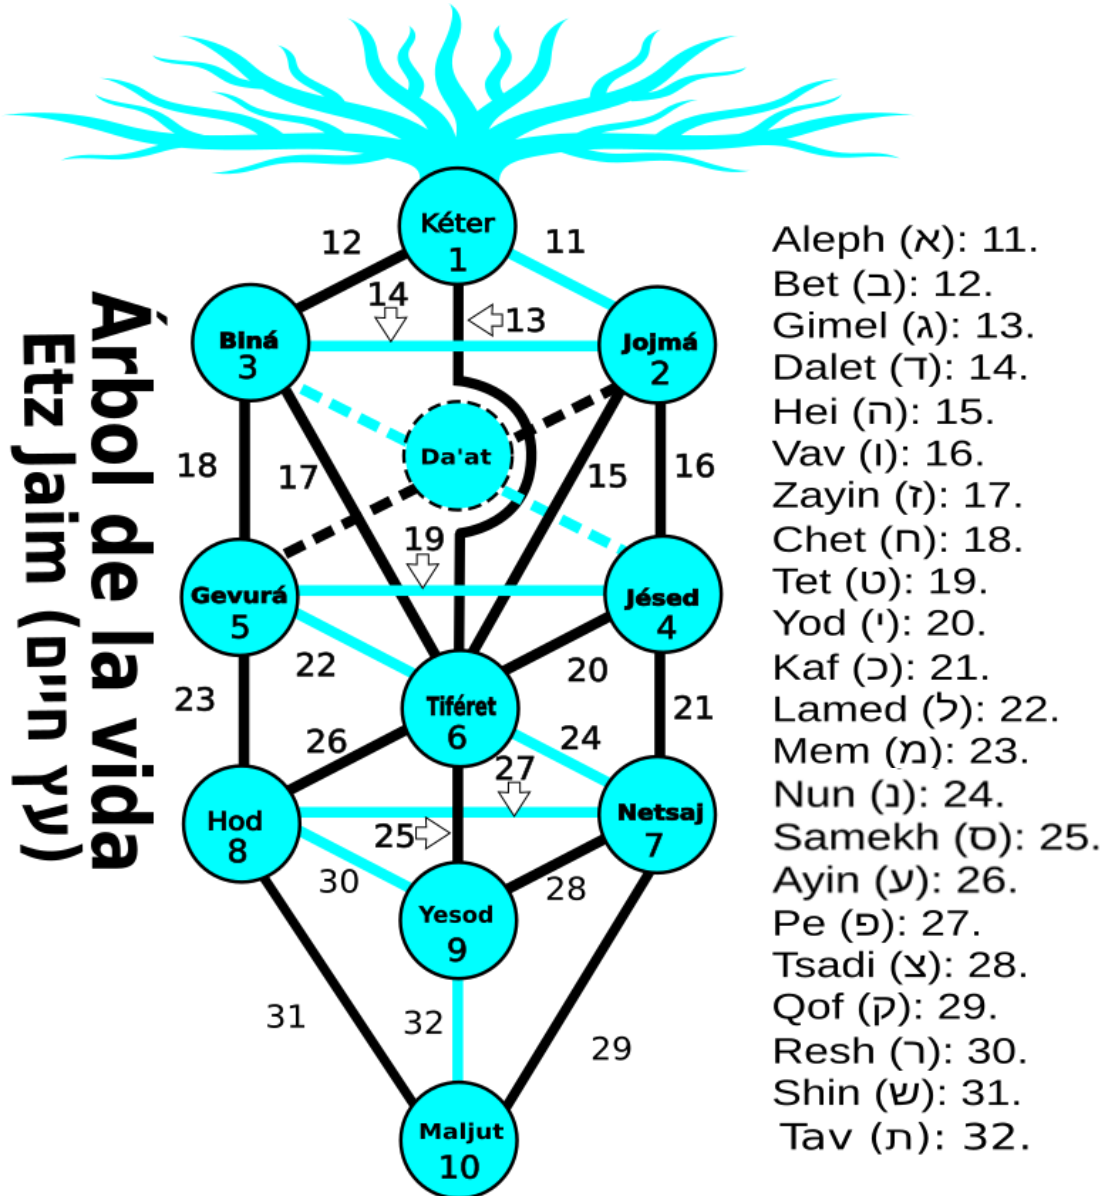 Árbol de la vida
Etz Jaim (עץ חיים)
Kéter
1
12
11
14
13
BIná
3
Jojmá
2
Da'at
18
17
15
16
19
Gevurá
5
Jésed
4
22
20
23
21
Tiféret
6
26
24
27
25
Hod
8
Netsaj
7
30
28
Yesod
9
31
32
29
Maljut
10
Aleph (א): 11.
Bet (ב): 12.
Gimel (ג): 13.
Dalet (ד): 14.
Hei (ה): 15.
Vav (ו): 16.
Zayin (ז): 17.
Chet (ח): 18.
Tet (ט): 19.
Yod (י): 20.
Kaf (כ): 21.
Lamed (ל): 22.
Mem (מ): 23.
Nun (נ): 24.
Samekh (ס): 25.
Ayin (ע): 26.
Pe (פ): 27.
Tsadi (צ): 28.
Qof (ק): 29.
Resh (ר): 30.
Shin (ש): 31.
Tav (ת): 32.